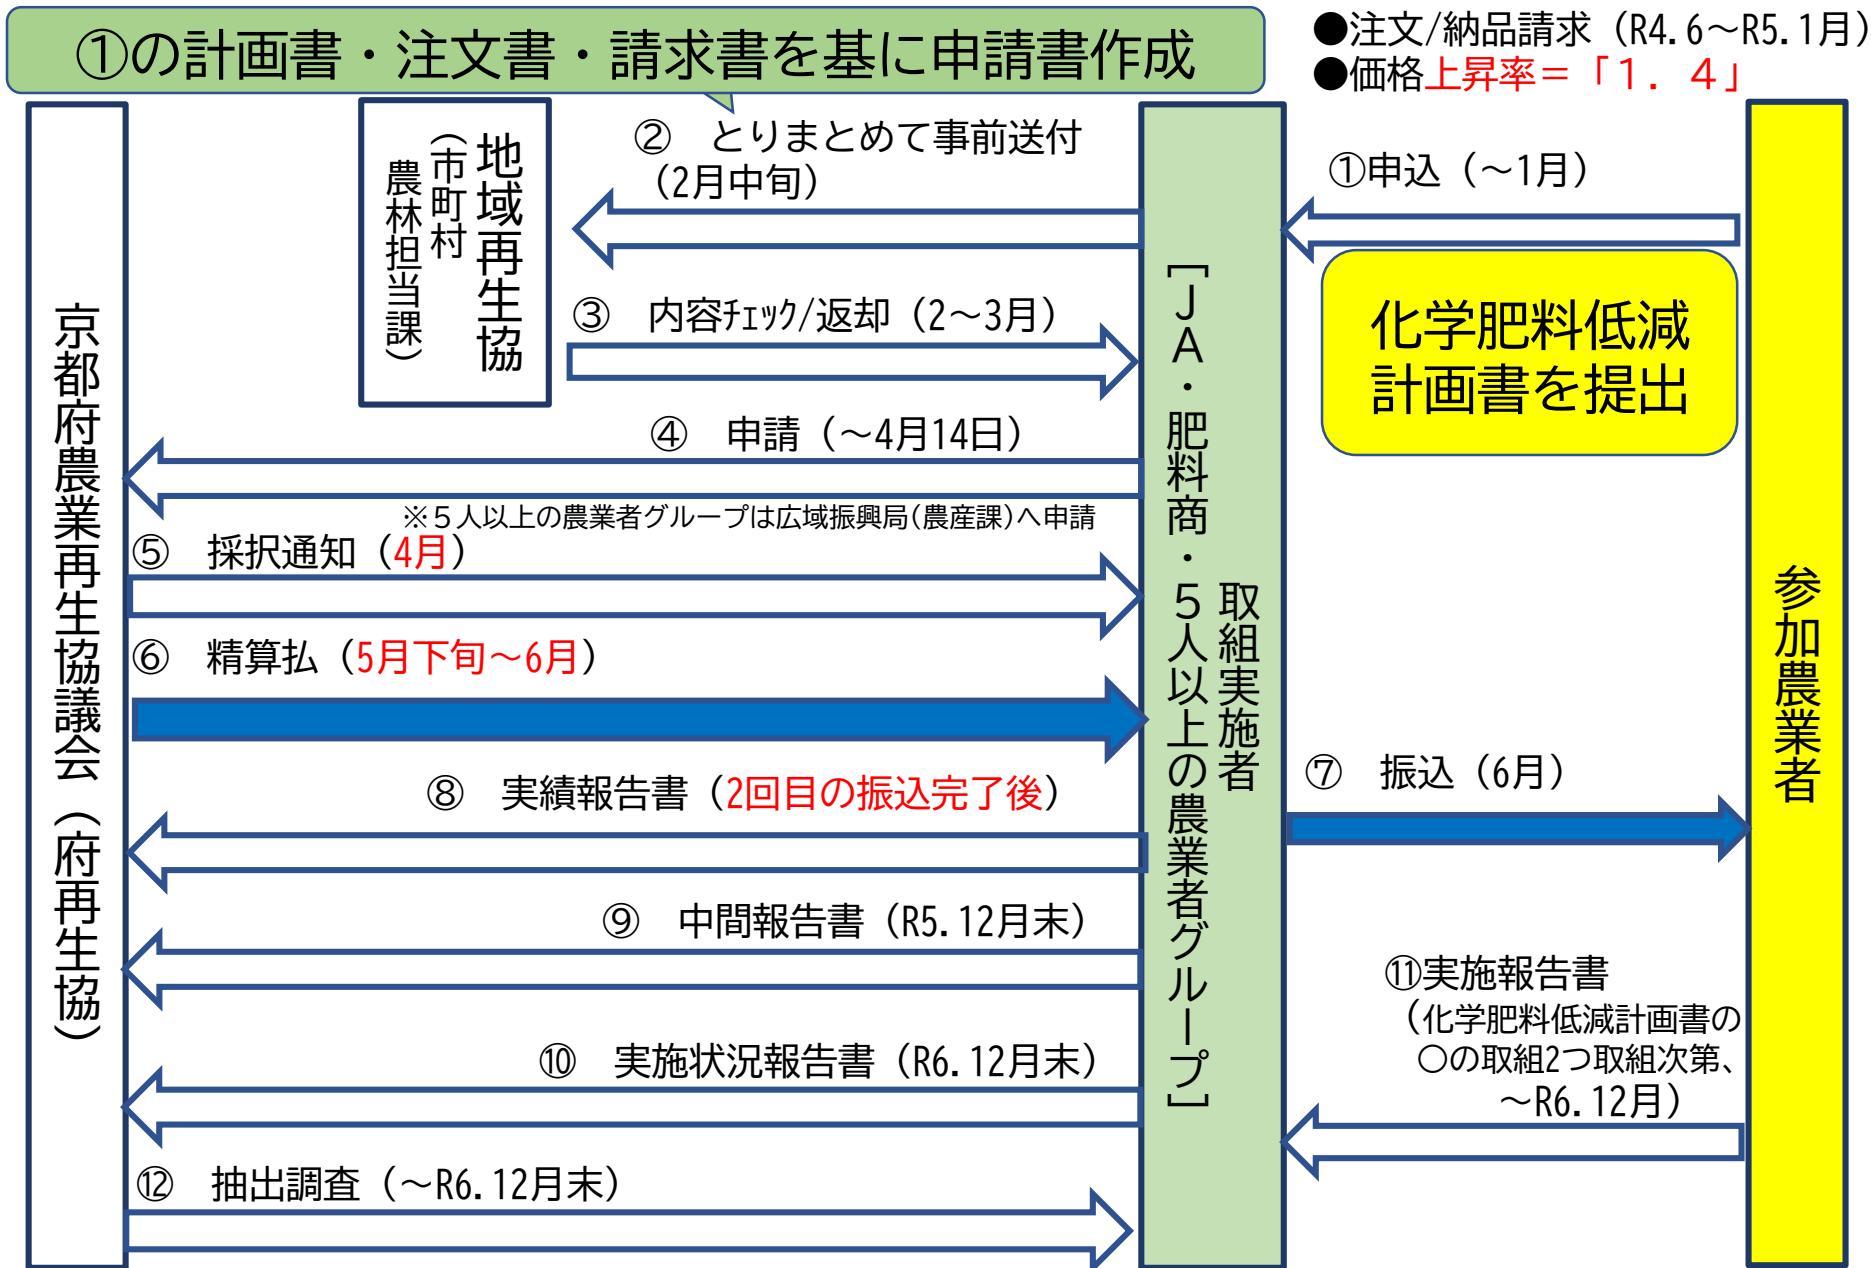 ①の計画書・注文書・請求書を基に申請書作成
●注文/納品請求（R4.6～R5.1月）
●価格上昇率＝「１．４」
京都府農業再生協議会（府再生協）
地域再生協
（市町村
農林担当課）
取組実施者
［ＪＡ・肥料商・５人以上の農業者グループ］
参加農業者
①申込（～1月）
化学肥料低減
計画書を提出
②　とりまとめて事前送付
（2月中旬）
③　内容ﾁｪｯｸ/返却（2～3月）
④　申請（～4月14日）
※５人以上の農業者グループは広域振興局(農産課)へ申請
⑤　採択通知（4月）
⑥　精算払（5月下旬～6月）
⑦　振込（6月）
⑧　実績報告書（2回目の振込完了後）
⑨　中間報告書（R5.12月末）
⑩　実施状況報告書（R6.12月末）
⑪実施報告書
（化学肥料低減計画書の
〇の取組2つ取組次第、
～R6.12月）
⑫　抽出調査（～R6.12月末）